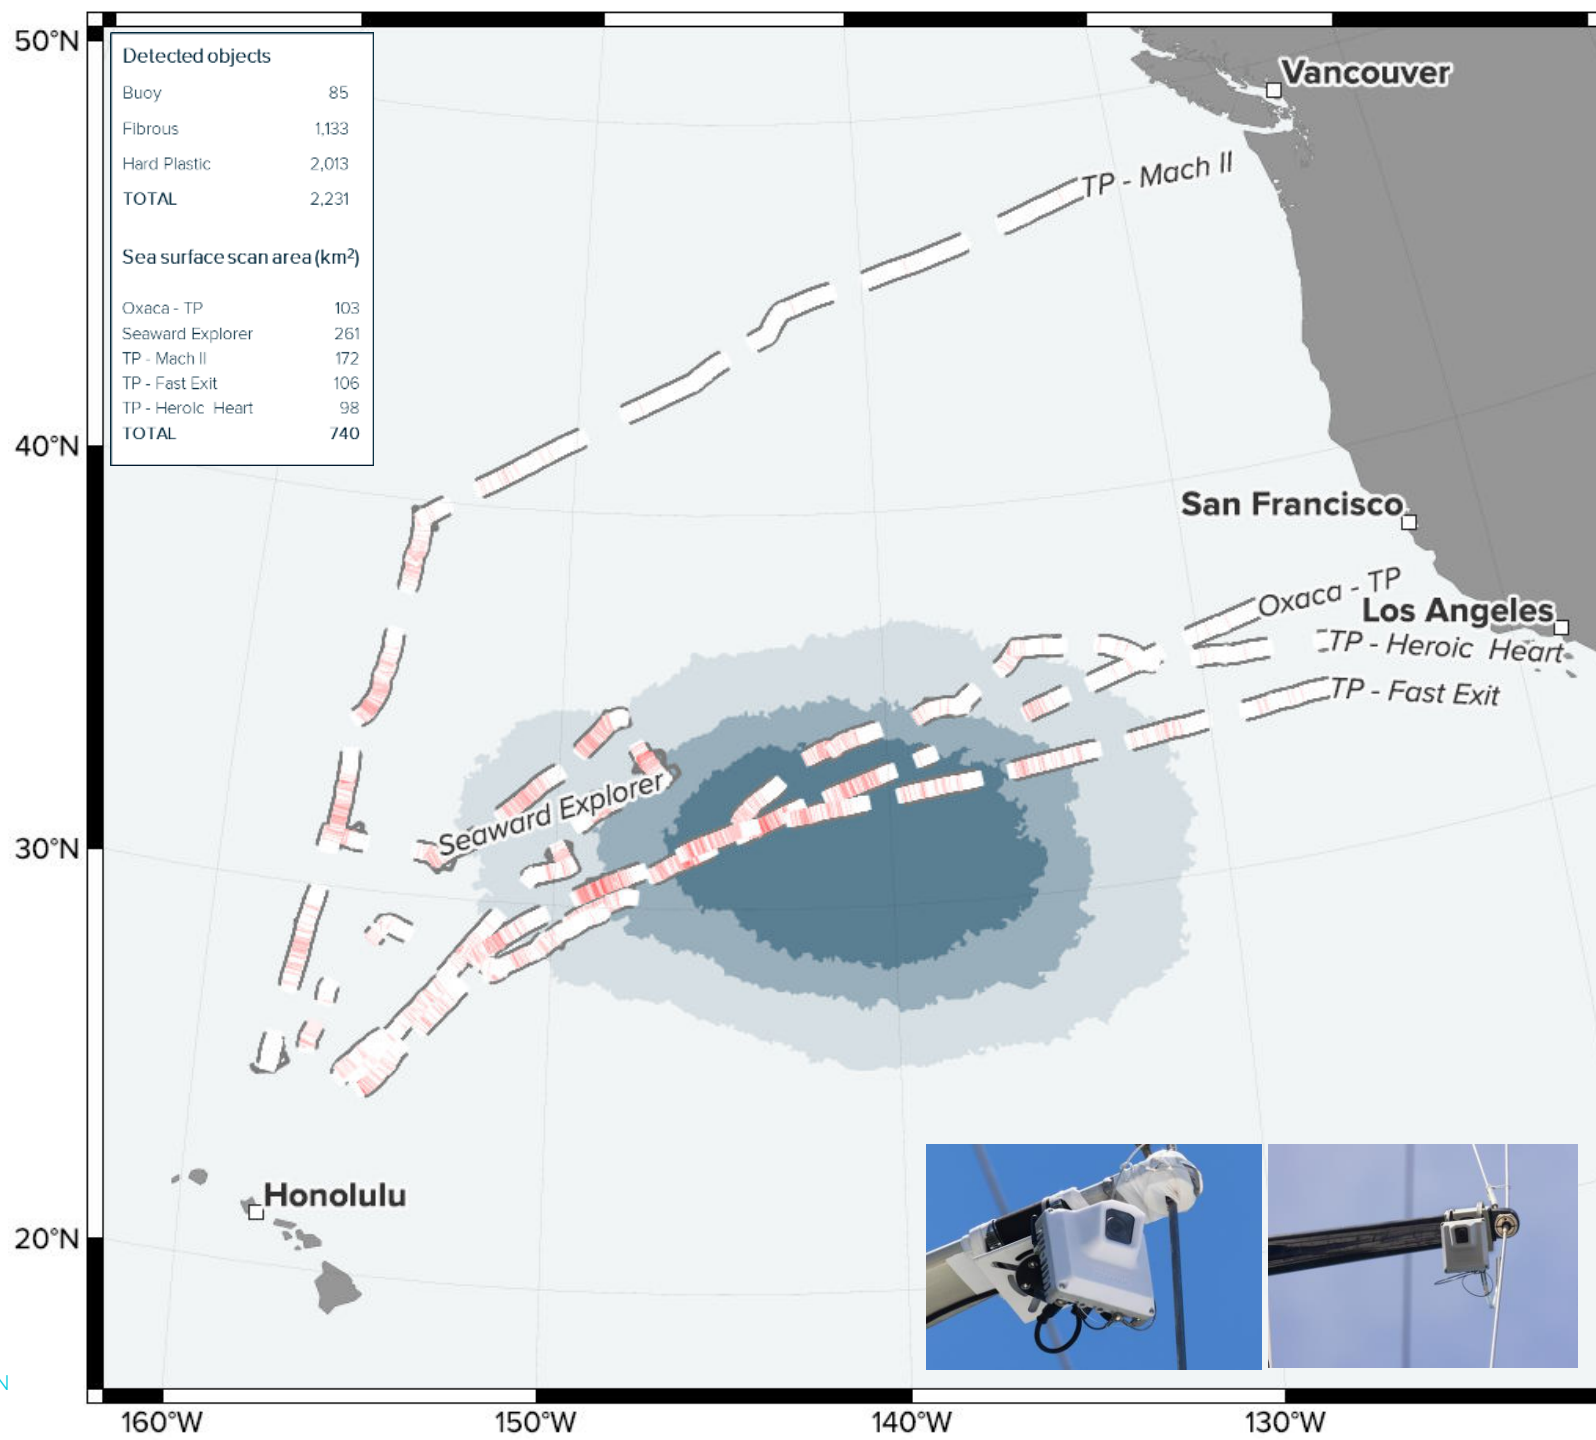 50°N
Detected objects
Buoy 85
Fibrous 1,133
Hard Plastic 2,013
TOTAL 2,231
Sea surface scan area (km²)
Oxaca - TP 103
Seaward Explorer 261
TP - Mach II 172
TP - Fast Exit 106
TP - Heroic Heart 98
TOTAL 740
Vancouver
TP - Mach II
40°N
San Francisco
Oxaca - TP
Los Angeles
TP - Heroic Heart
TP - Fast Exit
Seaward Explorer
30°N
Honolulu
20°N
N
160°W 150°W 140°W 130°W